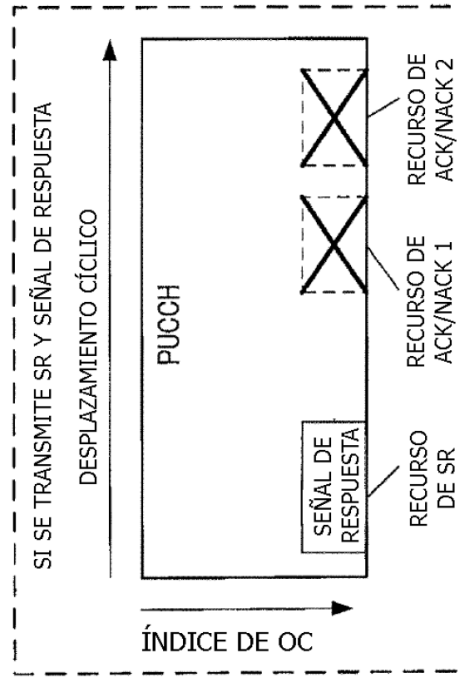 SI SE TRANSMITE SR Y SEÑAL DE RESPUESTA
DESPLAZAMIENTO CÍCLICO
PUCCH
ÍNDICE DE OC
SEÑAL DE
RESPUESTA
RECURSO
DE SR
RECURSO DE
ACK/NACK 1
RECURSO DE
ACK/NACK 2